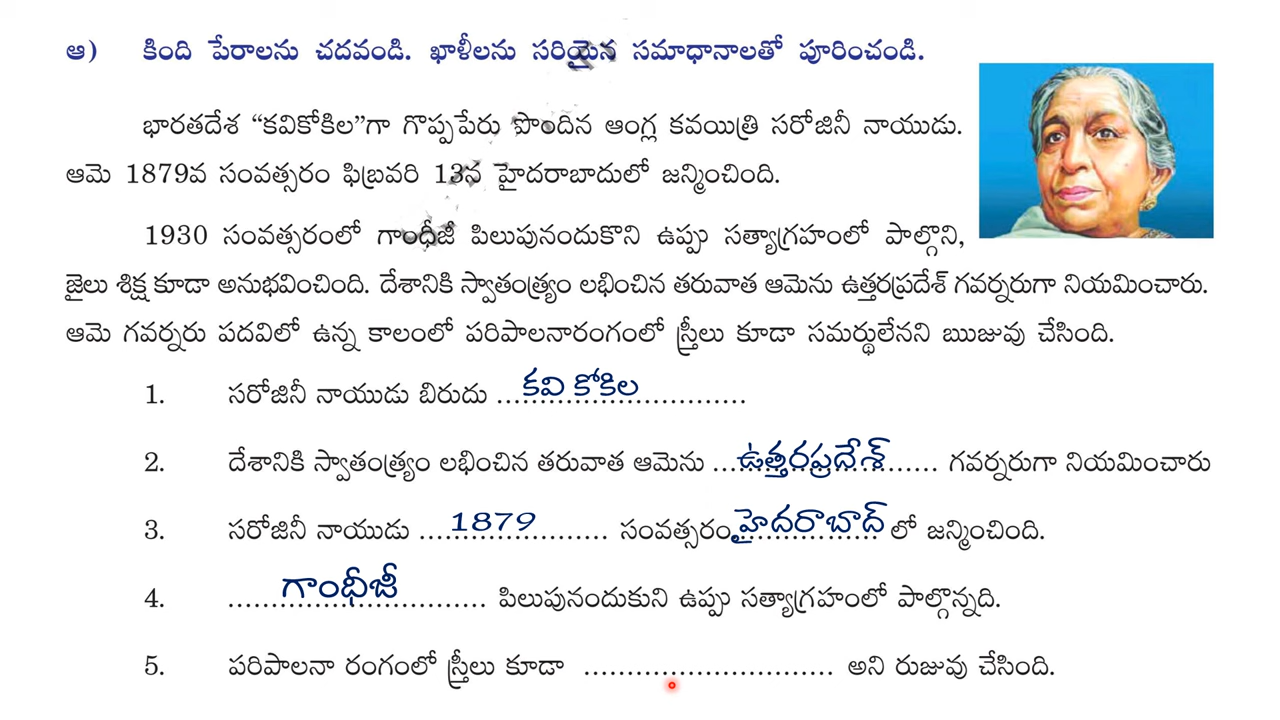 ఆ) కింది పేరాలను చదవండి. ఖాళీలను సరియైన సమాధానాలతో పూరించండి.
భారతదేశ “కవికోకిల”గా గొప్పపేరు పొందిన ఆంగ్ల కవయిత్రి సరోజినీ నాయుడు.
ఆమె 1879వ సంవత్సరం ఫిబ్రవరి 13న హైదరాబాదులో జన్మించింది.
1930 సంవత్సరంలో గాంధీజీ పిలుపునందుకొని ఉప్పు సత్యాగ్రహంలో పాల్గొని,
జైలు శిక్ష కూడా అనుభవించింది. దేశానికి స్వాతంత్ర్యం లభించిన తరువాత ఆమెను ఉత్తరప్రదేశ్ గవర్నరుగా నియమించారు.
ఆమె గవర్నరు పదవిలో ఉన్న కాలంలో పరిపాలనారంగంలో స్త్రీలు కూడా సమర్థులేనని ఋజువు చేసింది.
1. సరోజినీ నాయుడు బిరుదు ...కవి కోకిల............
2. దేశానికి స్వాతంత్ర్యం లభించిన తరువాత ఆమెను ...ఉత్తరప్రదేశ్...... గవర్నరుగా నియమించారు
3. సరోజినీ నాయుడు ....1879........ సంవత్సరం హైదరాబాద్ లో జన్మించింది.
4. ......గాంధీజీ.......... పిలుపునందుకుని ఉప్పు సత్యాగ్రహంలో పాల్గొన్నది.
5. పరిపాలనా రంగంలో స్త్రీలు కూడా ............................. అని రుజువు చేసింది.